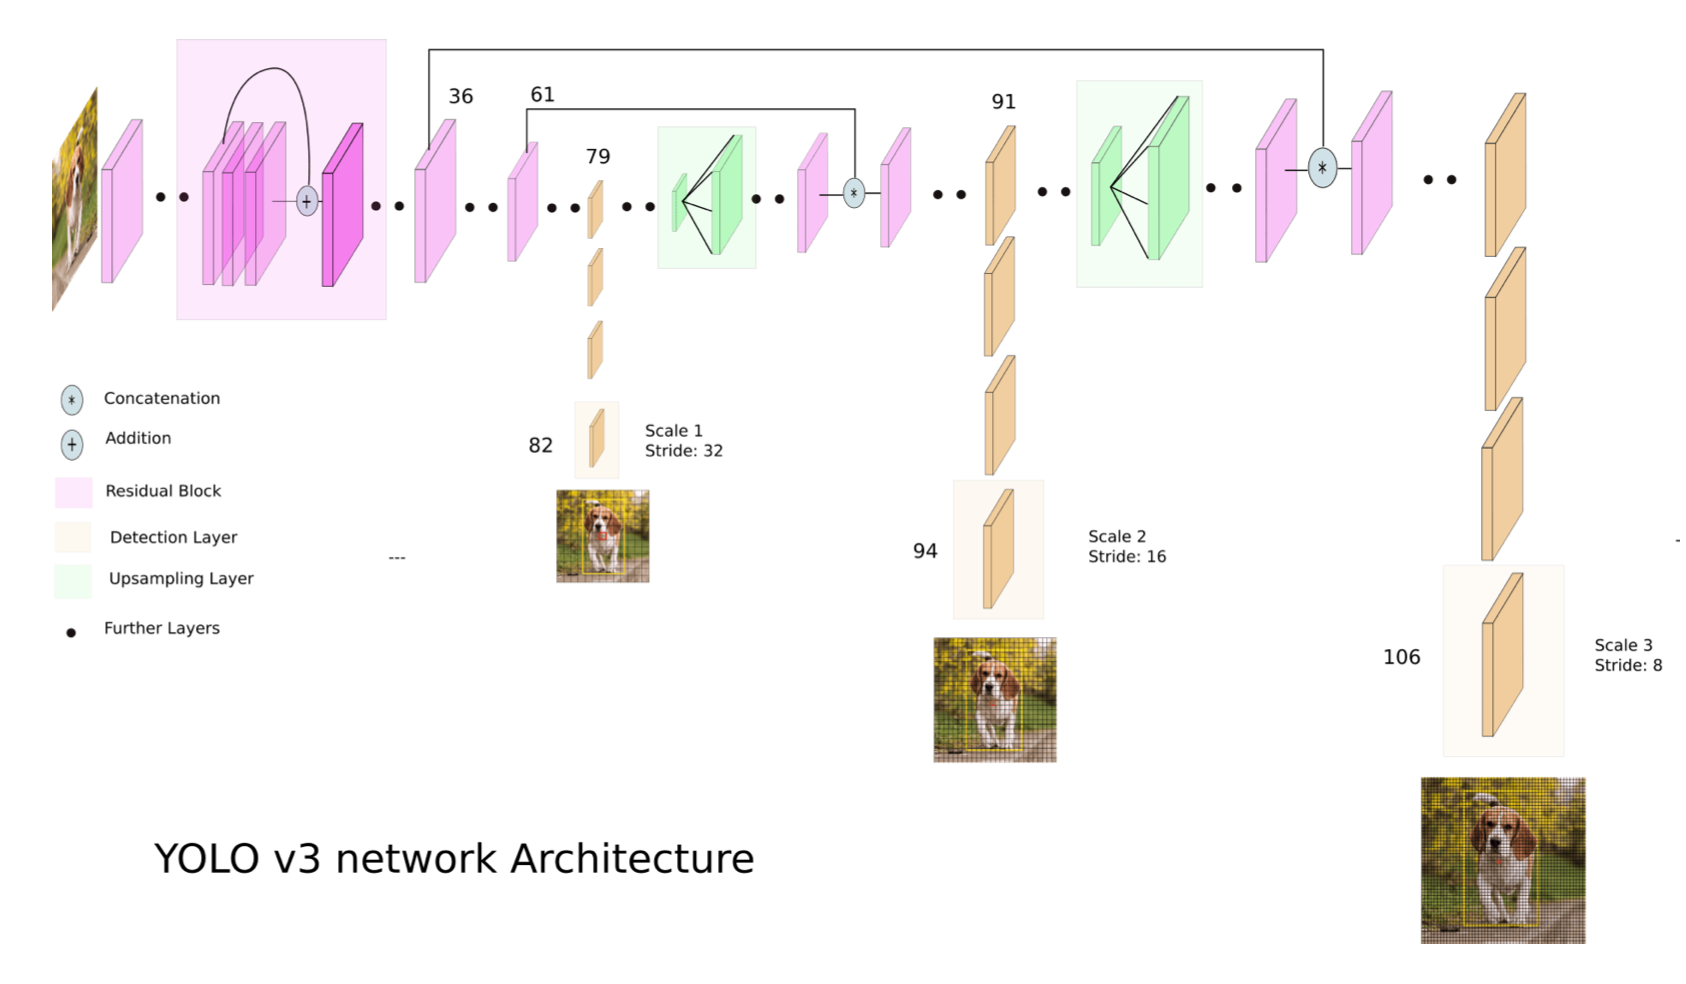 36
61
91
79
Concatenation
Addition
Residual Block
Detection Layer
Upsampling Layer
Further Layers
---
82
Scale 1
Stride: 32
94
Scale 2
Stride: 16
106
Scale 3
Stride: 8
-
YOLO v3 network Architecture